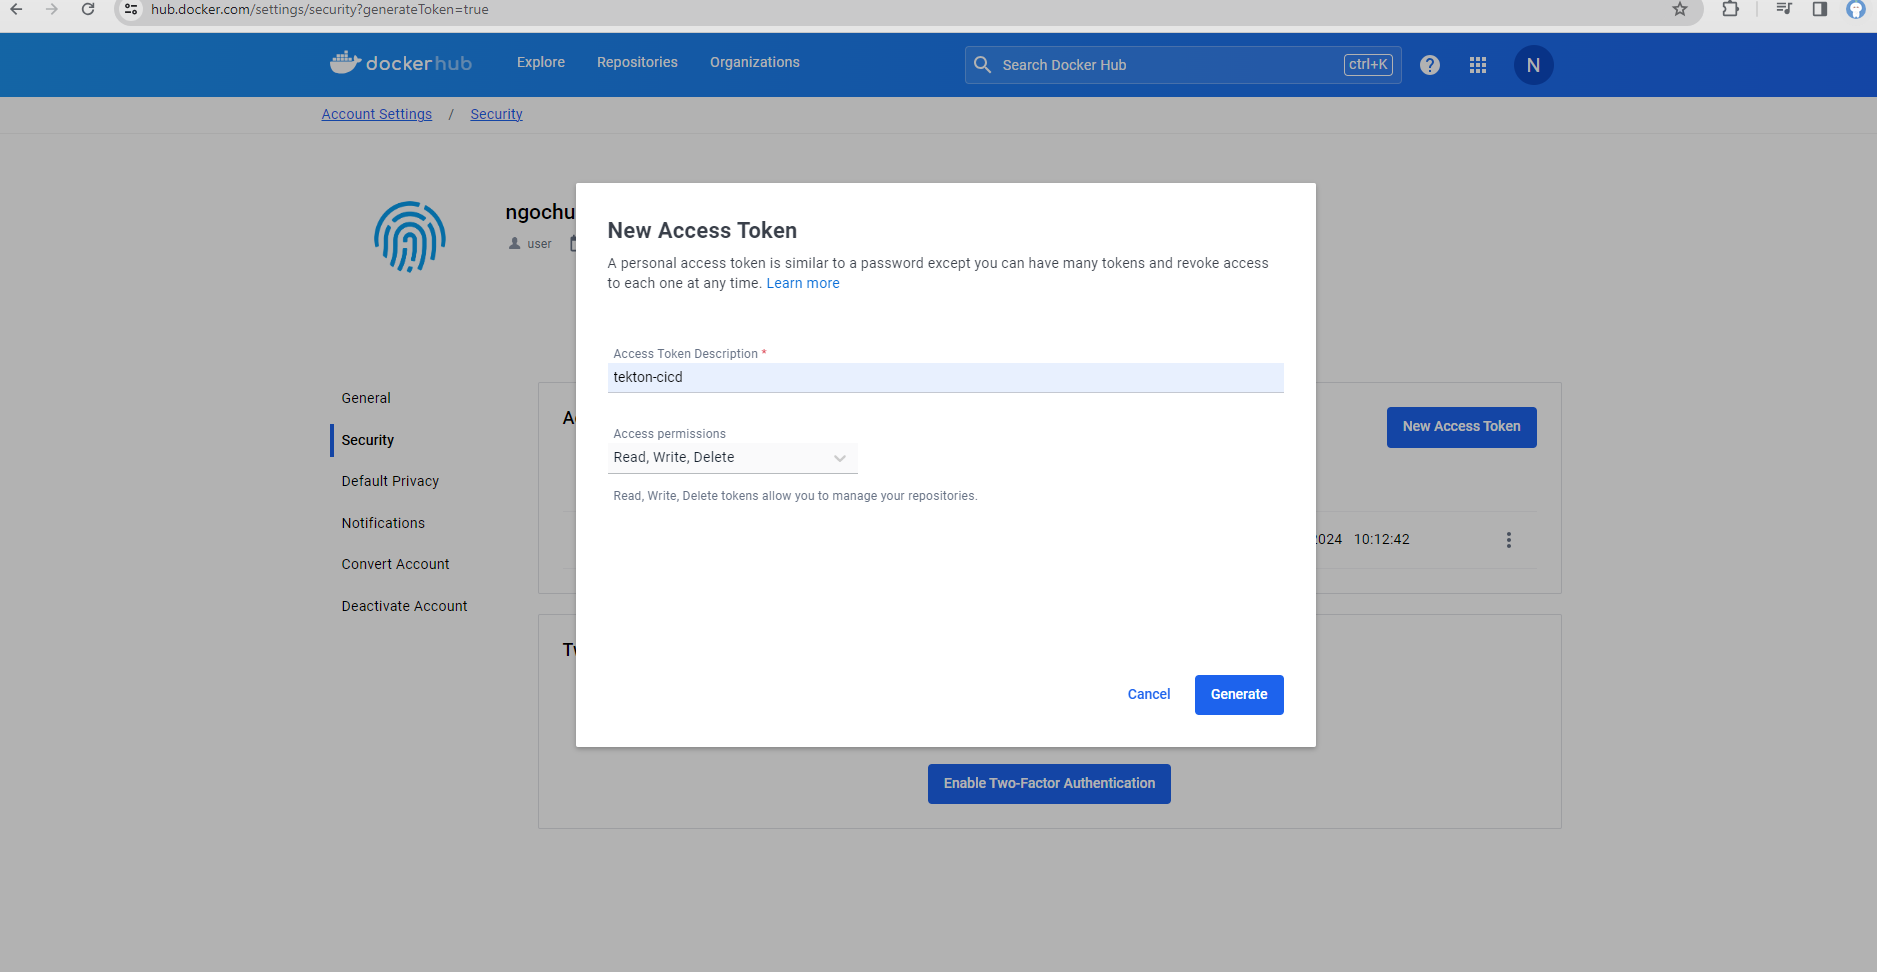 hub.docker.com/settings/security?generateToken=true
dockerhub
Explore
Repositories
Organizations
Search Docker Hub
ctrl+K
?
N
Account Settings / Security
ngochu
user
New Access Token
A personal access token is similar to a password except you can have many tokens and revoke access
to each one at any time. Learn more
Access Token Description *
tekton-cicd
Access permissions
Read, Write, Delete
Read, Write, Delete tokens allow you to manage your repositories.
Cancel
Generate
General
Security
Default Privacy
Notifications
Convert Account
Deactivate Account
New Access Token
2024 10:12:42
Enable Two-Factor Authentication